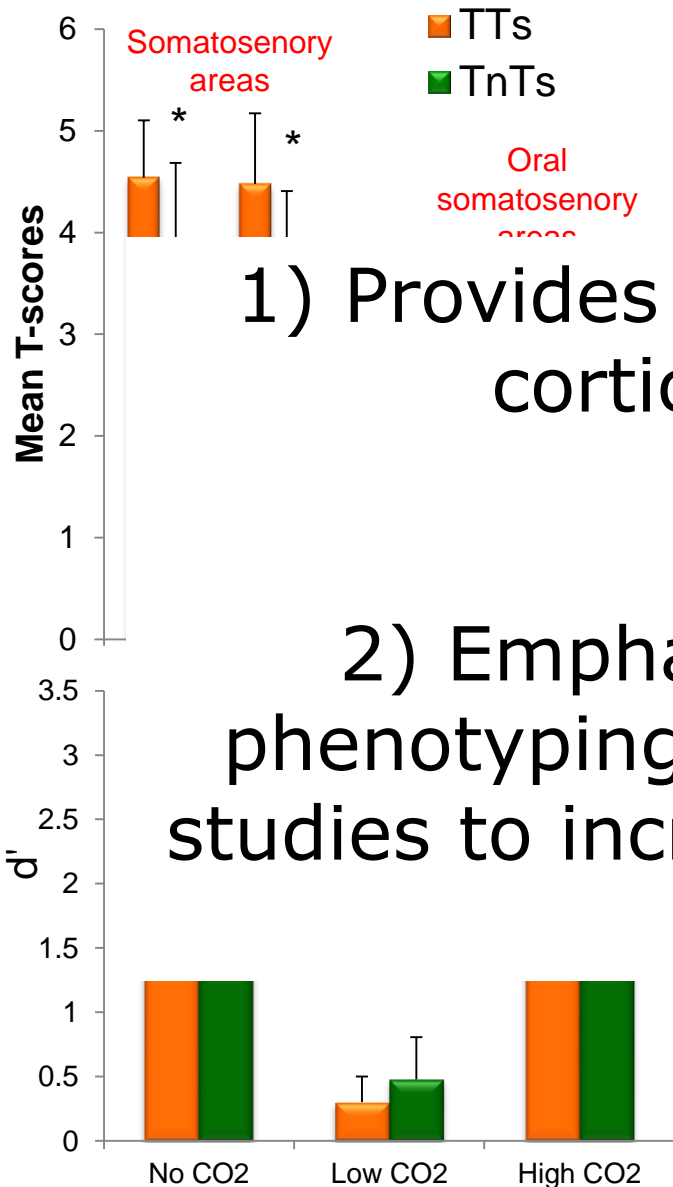 6
Somatosenory
areas
TTs
TnTs
5
*
*
Oral
somatosenory
areas
4
Mean T-scores
3
1) Provides
cortic
2
1
0
2) Empha
3.5
phenotyping
3
studies to incr
2.5
d'
2
1.5
1
0.5
0
No CO2
Low CO2
High CO2